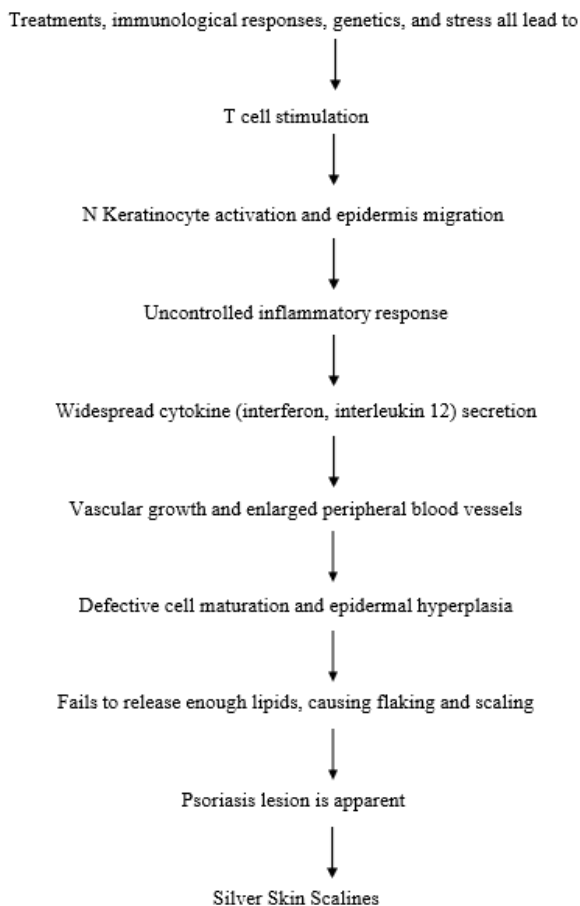 Treatments, immunological responses, genetics, and stress all lead to
T cell stimulation
N Keratinocyte activation and epidermis migration
Uncontrolled inflammatory response
Widespread cytokine (interferon, interleukin 12) secretion
Vascular growth and enlarged peripheral blood vessels
Defective cell maturation and epidermal hyperplasia
Fails to release enough lipids, causing flaking and scaling
Psoriasis lesion is apparent
Silver Skin Scalines